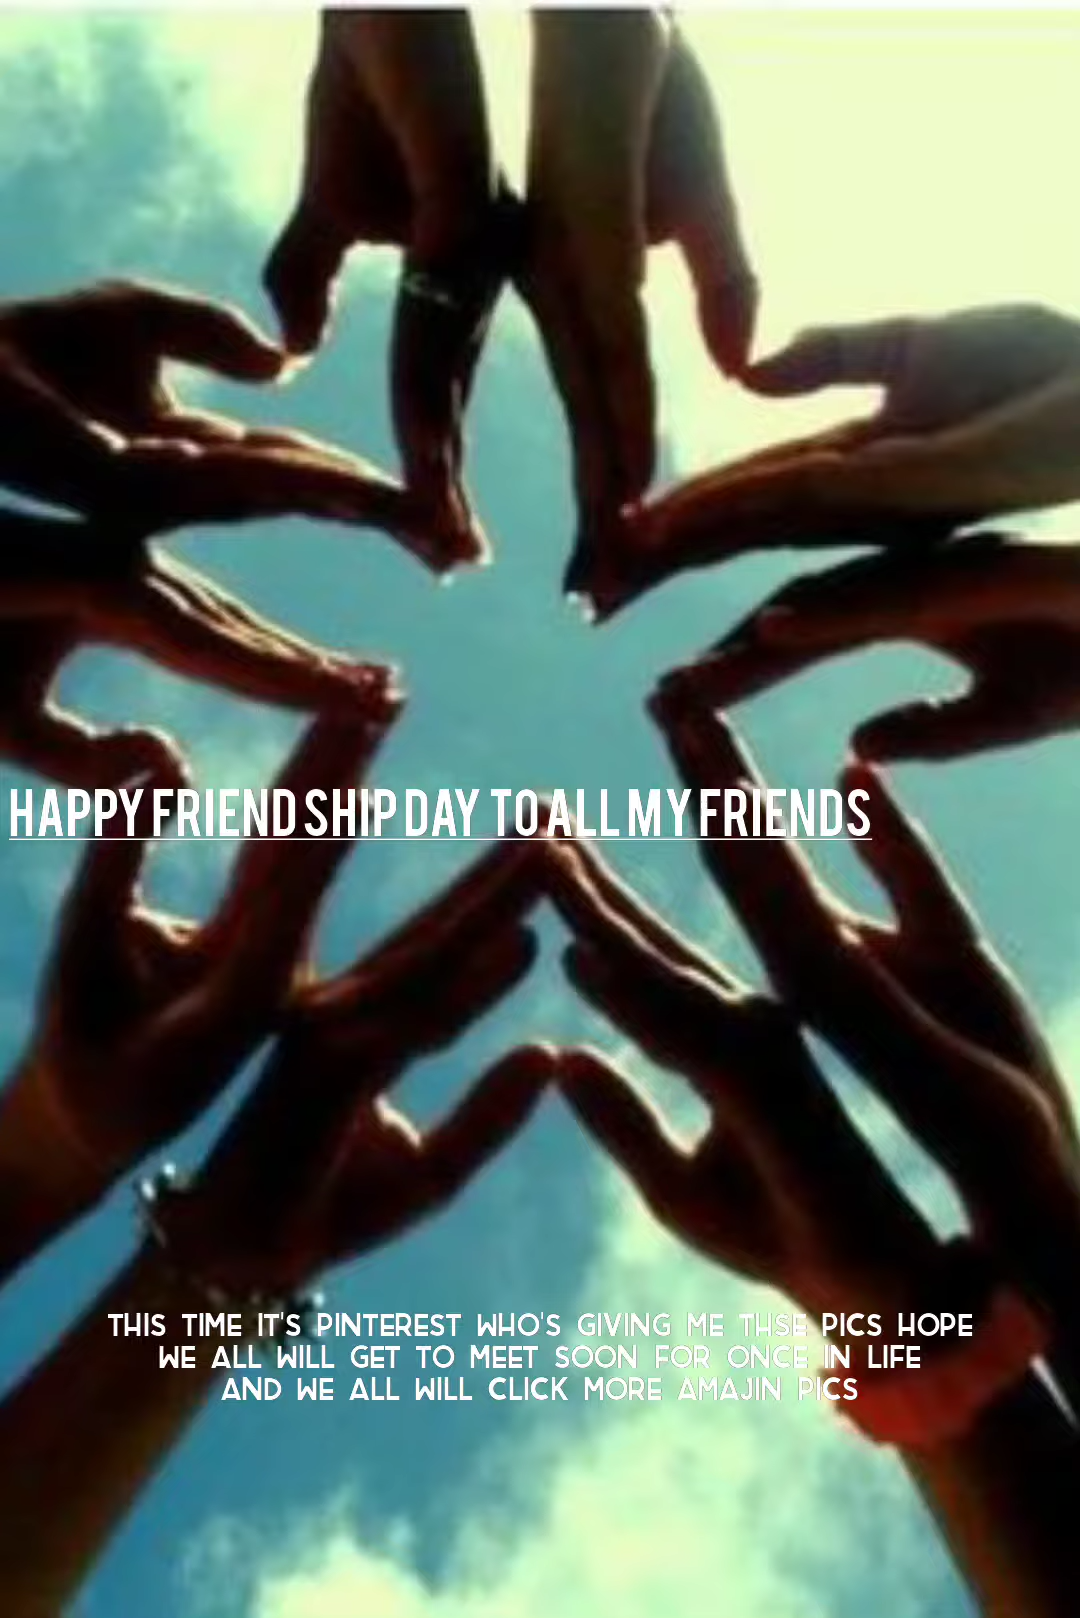 HAPPY FRIEND SHIP DAY TO ALL MY FRIENDS
THIS TIME IT'S PINTEREST WHO'S GIVING ME THSE PICS HOPE
WE ALL WILL GET TO MEET SOON FOR ONCE IN LIFE
AND WE ALL WILL CLICK MORE AMAJIN PICS